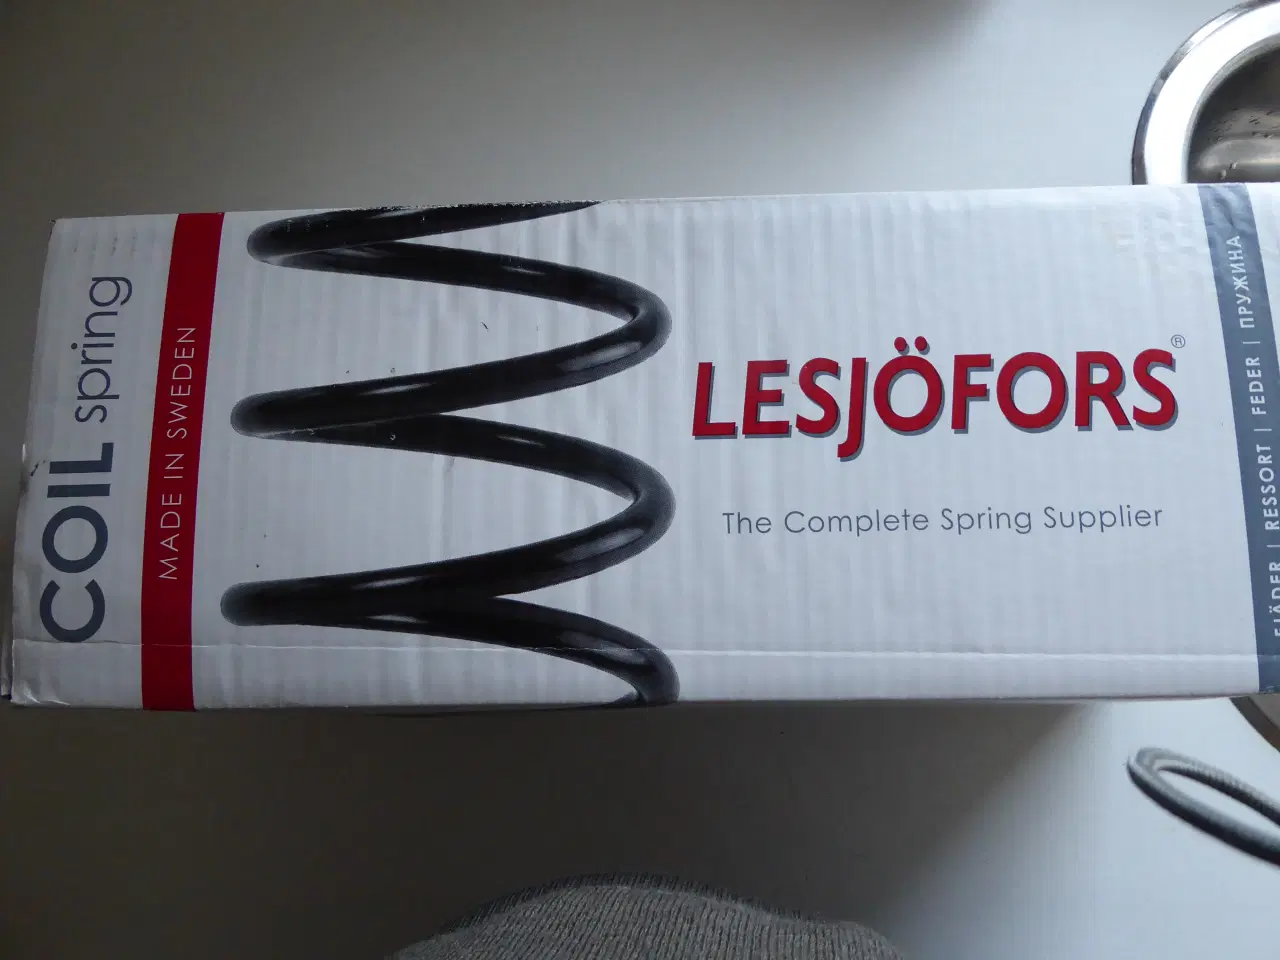 COIL spring
MADE IN SWEDEN
LESJÖFORS®
The Complete Spring Supplier
FJÄDER | RESSORT | FEDER | ПРУЖИНА